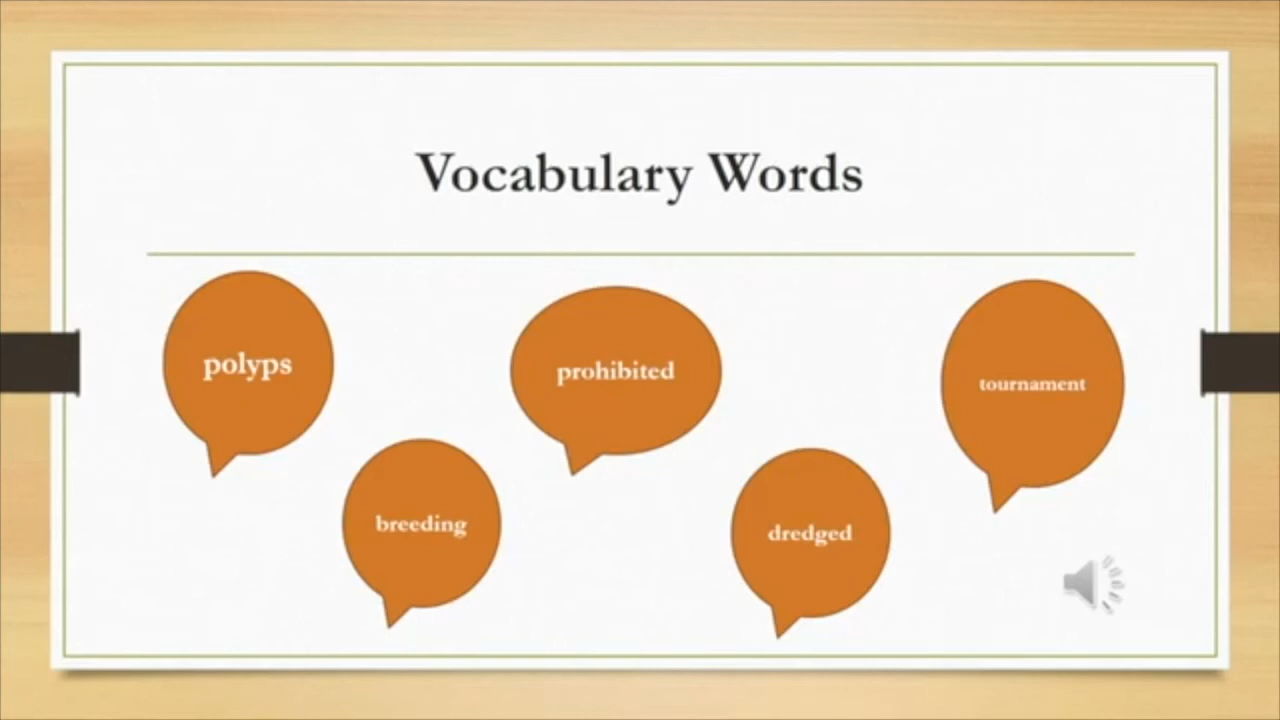 Vocabulary Words
polyps
prohibited
tournament
breeding
dredged